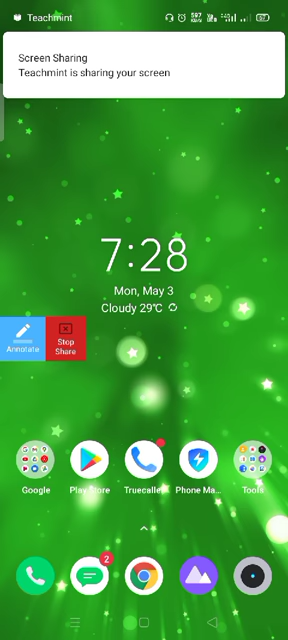 Teachmint
Screen Sharing
Teachmint is sharing your screen
7:28
Mon, May 3
Cloudy 29℃
Annotate
Stop
Share
Google
Play Store
Truecaller
Phone Ma...
Tools
2